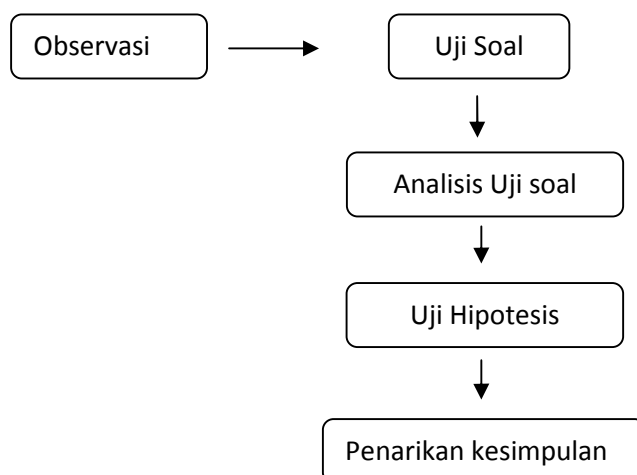 Observasi
Uji Soal
Analisis Uji soal
Uji Hipotesis
Penarikan kesimpulan